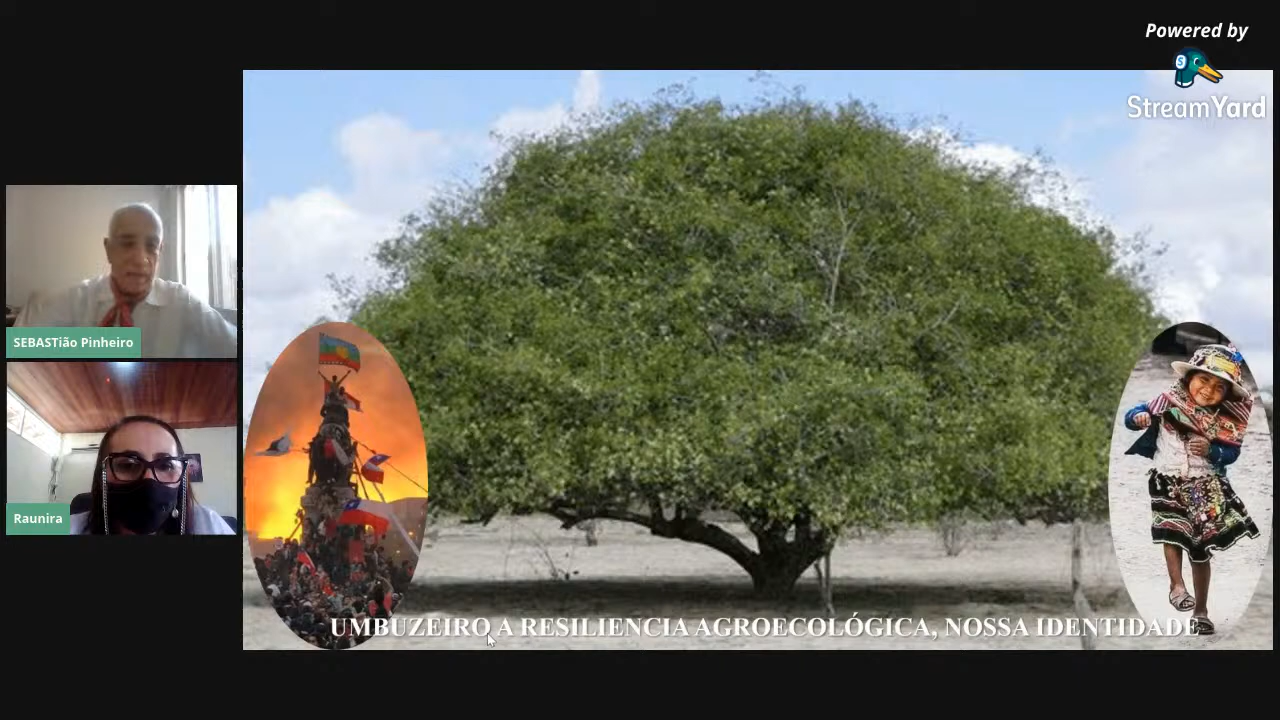 Powered by
StreamYard
SEBASTião Pinheiro
Raunira
UMBUZEIRO A RESILIENCIA AGROECOLÓGICA, NOSSA IDENTIDADE